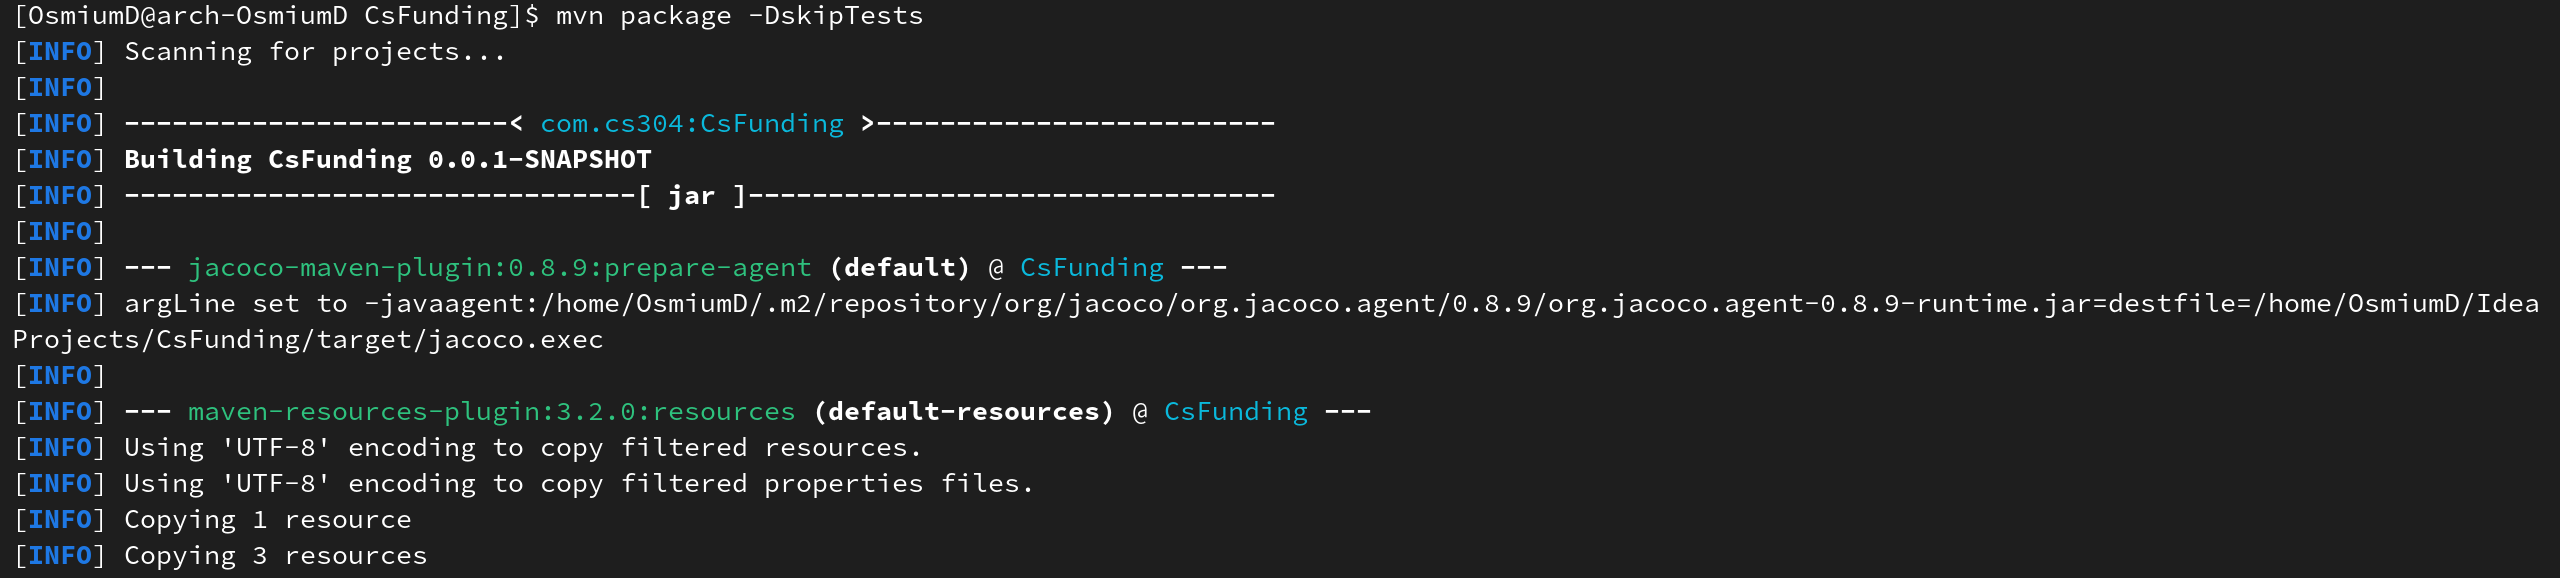 [OsmiumD@arch-OsmiumD CsFunding]$ mvn package -DskipTests
[INFO] Scanning for projects...
[INFO]
[INFO] ------------------------< com.cs304:CsFunding >-------------------------
[INFO] Building CsFunding 0.0.1-SNAPSHOT
[INFO] --------------------------------[ jar ]---------------------------------
[INFO]
[INFO] --- jacoco-maven-plugin:0.8.9:prepare-agent (default) @ CsFunding ---
[INFO] argLine set to -javaagent:/home/OsmiumD/.m2/repository/org/jacoco/org.jacoco.agent/0.8.9/org.jacoco.agent-0.8.9-runtime.jar=destfile=/home/OsmiumD/Idea
Projects/CsFunding/target/jacoco.exec
[INFO]
[INFO] --- maven-resources-plugin:3.2.0:resources (default-resources) @ CsFunding ---
[INFO] Using 'UTF-8' encoding to copy filtered resources.
[INFO] Using 'UTF-8' encoding to copy filtered properties files.
[INFO] Copying 1 resource
[INFO] Copying 3 resources